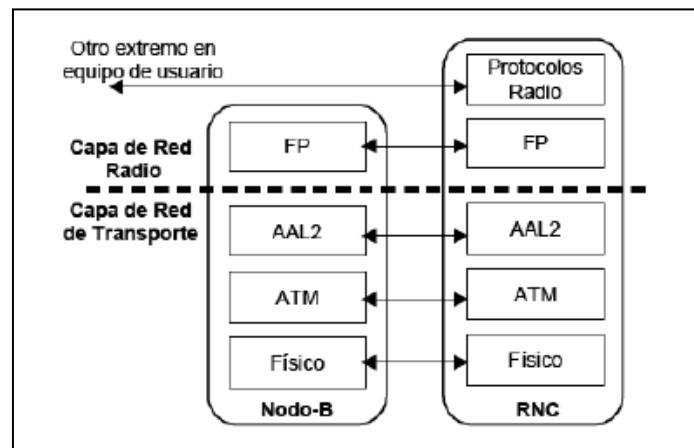 Otro extremo en
equipo de usuario
Protocolos
Radio
Capa de Red
Radio
FP
FP
Capa de Red
de Transporte
AAL2
AAL2
ATM
ATM
Físico
Físico
Nodo-B
RNC